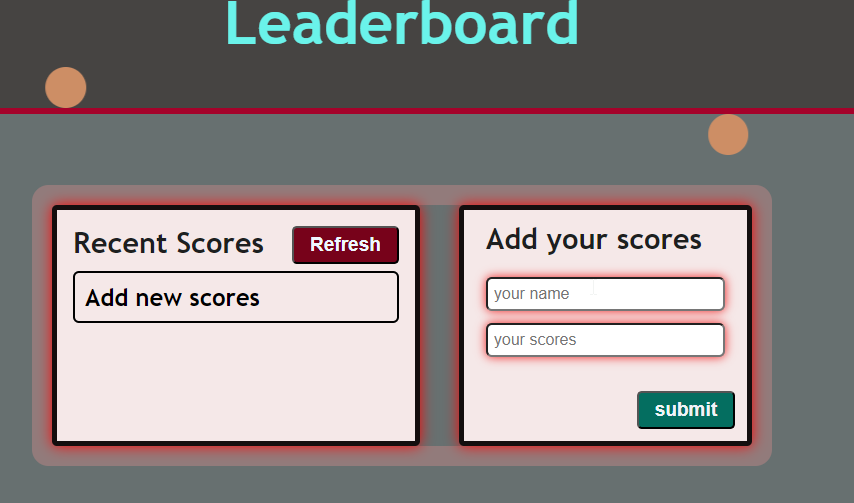 Leaderboard
Recent Scores
Refresh
Add new scores
Add your scores
your name
your scores
submit